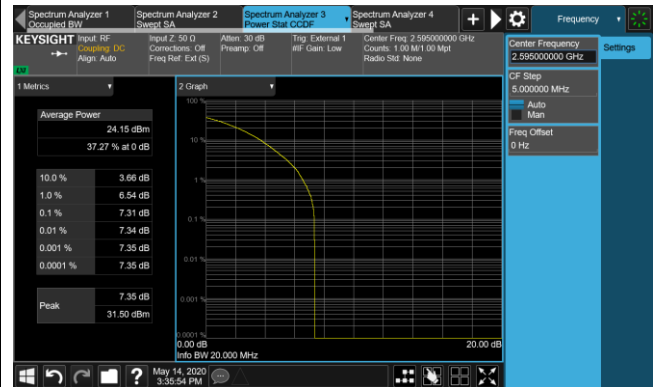 Spectrum Analyzer 1
Occupied BW
Spectrum Analyzer 2
Swept SA
Spectrum Analyzer 3
Power Stat CCDF
Spectrum Analyzer 4
Swept SA
Frequency
KEYSIGHT
Input: RF
Coupling: DC
Align: Auto
Input Z: 50 Ω
Corrections: Off
Freq Ref: Ext (S)
Atten: 30 dB
Preamp: Off
Trig: External 1
#IF Gain: Low
Center Freq: 2.595000000 GHz
Counts: 1.00 M/1.00 Mpt
Radio Std: None
LXI
Center Frequency
2.595000000 GHz
Settings
CF Step
5.000000 MHz
Auto
Man
Freq Offset
0 Hz
1 Metrics
Average Power
24.15 dBm
37.27 % at 0 dB
10.0 % 3.66 dB
1.0 % 6.54 dB
0.1 % 7.31 dB
0.01 % 7.34 dB
0.001 % 7.35 dB
0.0001 % 7.35 dB
Peak
7.35 dB
31.50 dBm
2 Graph
100 %
10 %
1 %
0.1 %
0.01 %
0.001 %
0.0001 %
0.00 dB
20.00 dB
Info BW 20.000 MHz
?
May 14, 2020
3:35:54 PM